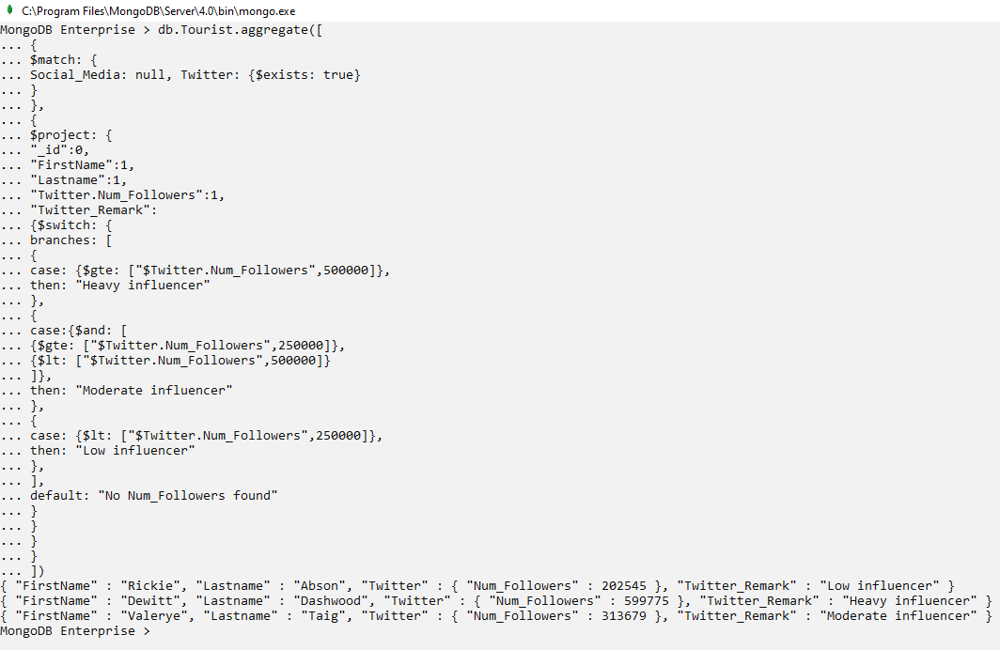 C:\Program Files\MongoDB\Server\4.0\bin\mongo.exe
MongoDB Enterprise > db.Tourist.aggregate([
... {
... $match: {
... Social_Media: null, Twitter: {$exists: true}
... }
... },
... {
... $project: {
... "_id":0,
... "FirstName":1,
... "Lastname":1,
... "Twitter.Num_Followers":1,
... "Twitter_Remark":
... {$switch: {
... branches: [
... {
... case: {$gte: ["$Twitter.Num_Followers",500000]},
... then: "Heavy influencer"
... },
... {
... case:{$and: [
... {$gte: ["$Twitter.Num_Followers",250000]},
... {$lt: ["$Twitter.Num_Followers",500000]}
... ]},
... then: "Moderate influencer"
... },
... {
... case: {$lt: ["$Twitter.Num_Followers",250000]},
... then: "Low influencer"
... },
... ],
... default: "No Num_Followers found"
... }
... }
... }
... }
... ])
{ "FirstName" : "Rickie", "Lastname" : "Abson", "Twitter" : { "Num_Followers" : 202545 }, "Twitter_Remark" : "Low influencer" }
{ "FirstName" : "Dewitt", "Lastname" : "Dashwood", "Twitter" : { "Num_Followers" : 599775 }, "Twitter_Remark" : "Heavy influencer" }
{ "FirstName" : "Valerye", "Lastname" : "Taig", "Twitter" : { "Num_Followers" : 313679 }, "Twitter_Remark" : "Moderate influencer" }
MongoDB Enterprise >